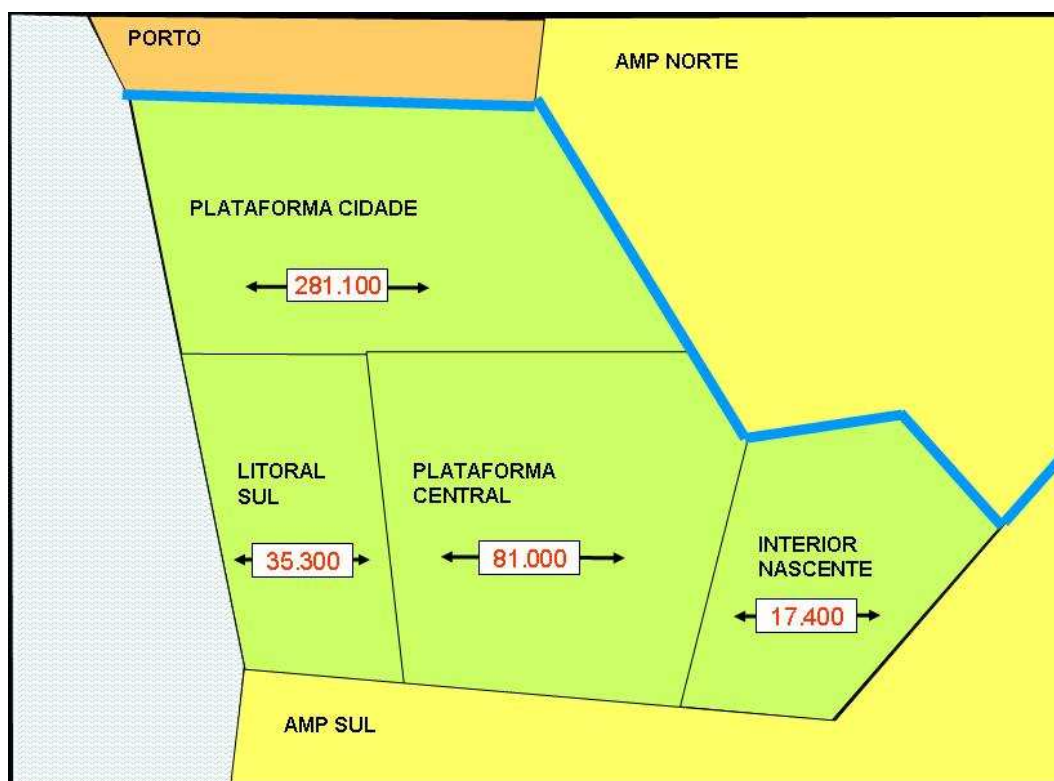 PORTO
AMP NORTE
PLATAFORMA CIDADE
281.100
LITORAL
SUL
35.300
PLATAFORMA
CENTRAL
81.000
INTERIOR
NASCENTE
17.400
AMP SUL